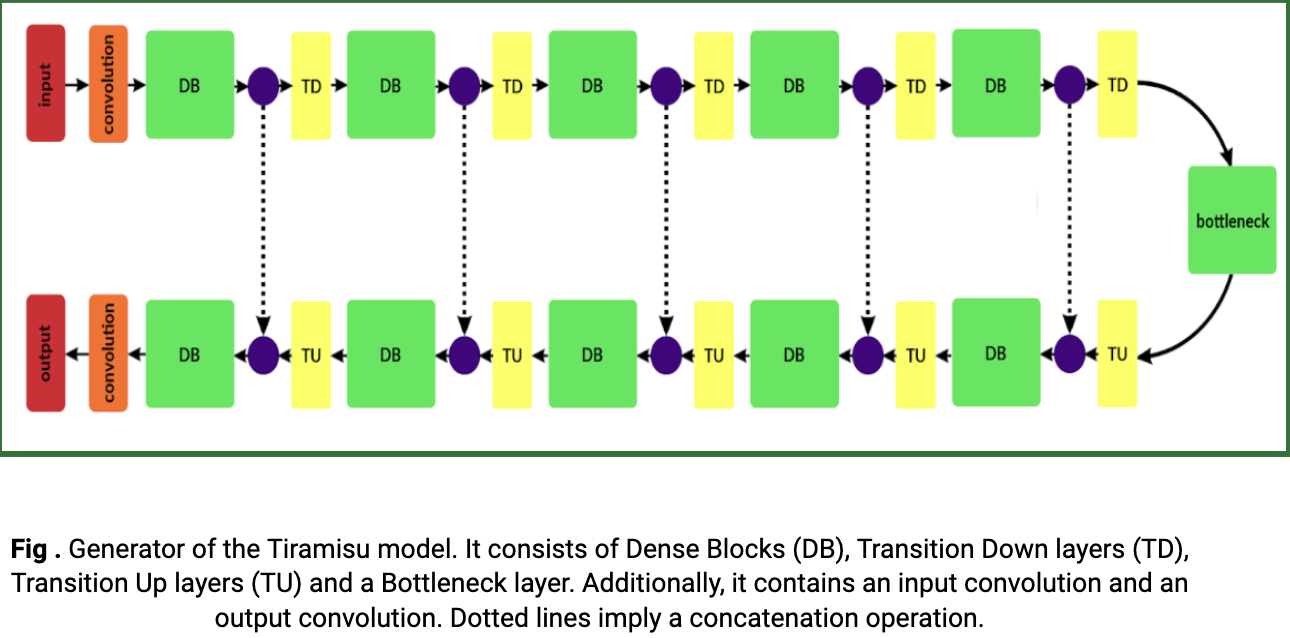 input convolution DB TD DB TD DB TD DB TD DB TD
bottleneck
output convolution DB TU DB TU DB TU DB TU DB TU
Fig . Generator of the Tiramisu model. It consists of Dense Blocks (DB), Transition Down layers (TD),
Transition Up layers (TU) and a Bottleneck layer. Additionally, it contains an input convolution and an
output convolution. Dotted lines imply a concatenation operation.